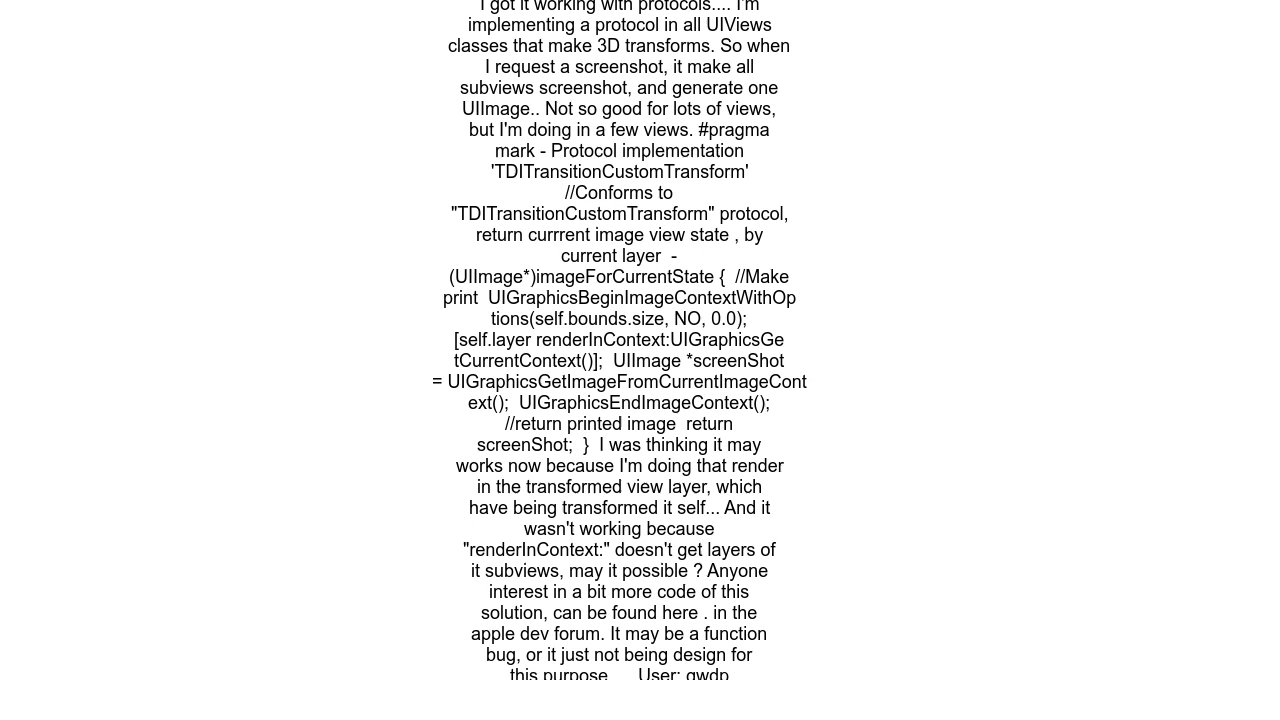 I got it working with protocols.... I'm
implementing a protocol in all UIViews
classes that make 3D transforms. So when
I request a screenshot, it make all
subviews screenshot, and generate one
UIImage.. Not so good for lots of views,
but I'm doing in a few views. #pragma
mark - Protocol implementation
'TDITransitionCustomTransform'
//Conforms to
"TDITransitionCustomTransform" protocol,
return currrent image view state , by
current layer  -
(UIImage*)imageForCurrentState {  //Make
print  UIGraphicsBeginImageContextWithOp
tions(self.bounds.size, NO, 0.0);
[self.layer renderInContext:UIGraphicsGe
tCurrentContext()];  UIImage *screenShot
= UIGraphicsGetImageFromCurrentImageCont
ext();  UIGraphicsEndImageContext();
//return printed image  return
screenShot;  }  I was thinking it may
works now because I'm doing that render
in the transformed view layer, which
have being transformed it self... And it
wasn't working because
"renderInContext:" doesn't get layers of
it subviews, may it possible ? Anyone
interest in a bit more code of this
solution, can be found here . in the
apple dev forum. It may be a function
bug, or it just not being design for
this purpose...    User: gwdp